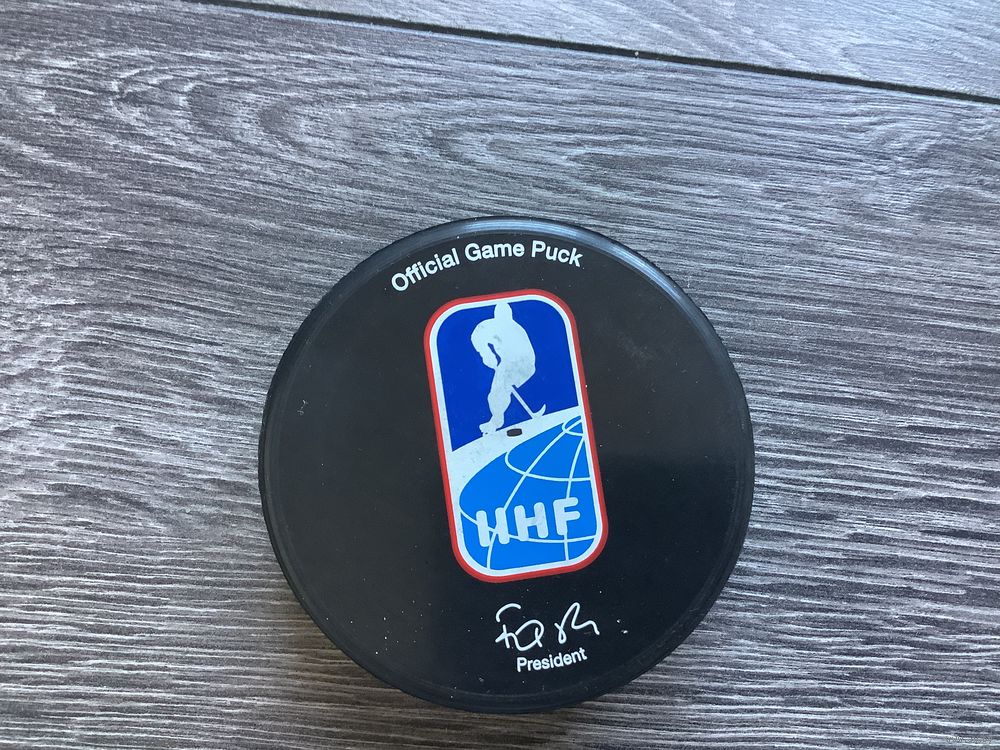 Official Game Puck
IIHF
President